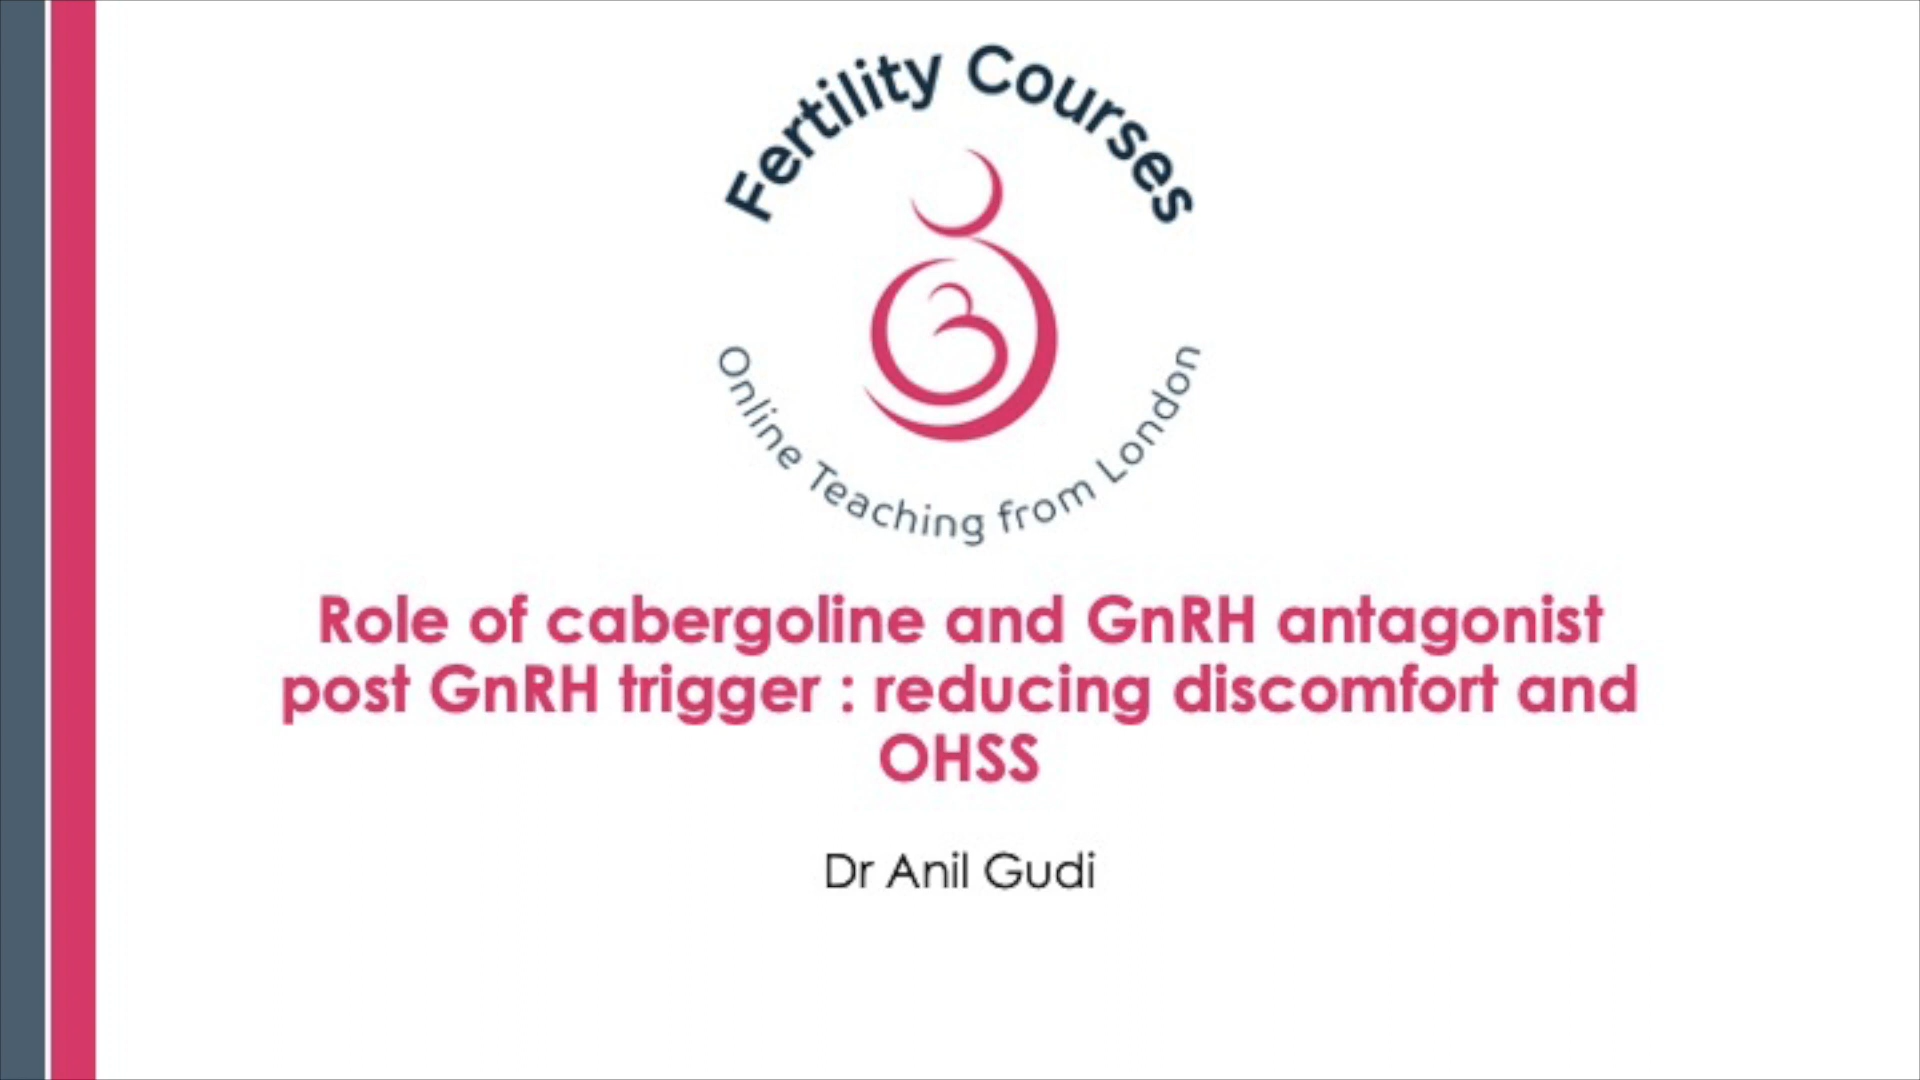 Fertility Courses
Online Teaching from London
Role of cabergoline and GnRH antagonist
post GnRH trigger : reducing discomfort and
OHSS
Dr Anil Gudi